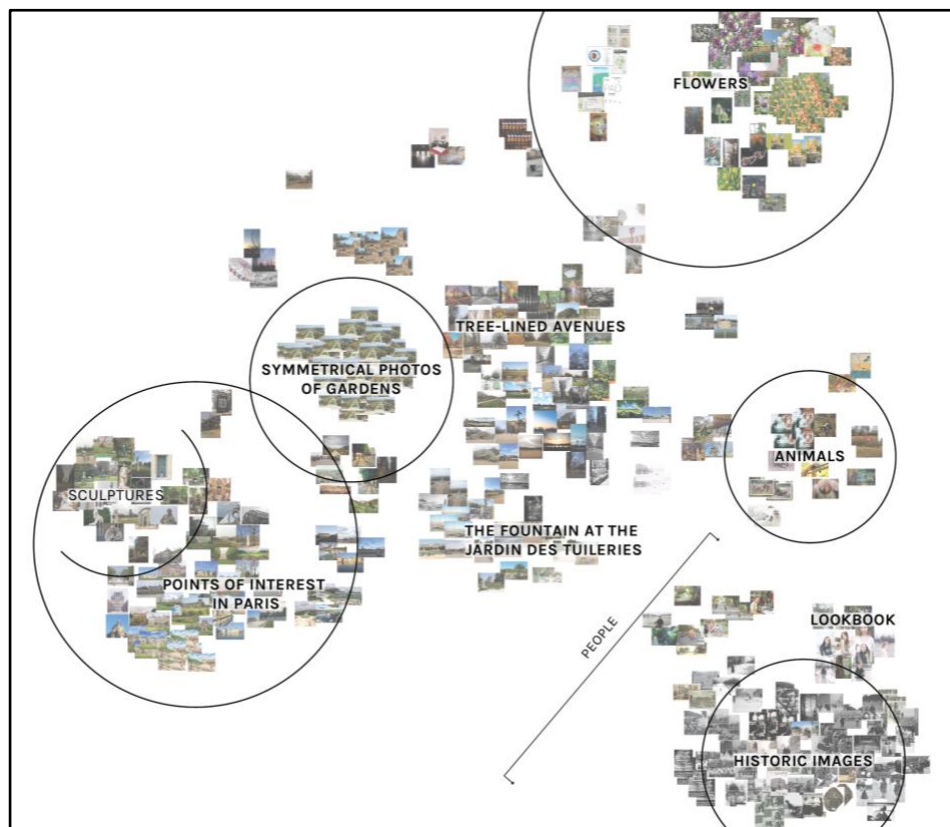 FLOWERS
TREE-LINED AVENUES
SYMMETRICAL PHOTOS
OF GARDENS
ANIMALS
SCULPTURES
THE FOUNTAIN AT THE
JARDIN DES TUILERIES
POINTS OF INTEREST
IN PARIS
PEOPLE
LOOKBOOK
HISTORIC IMAGES